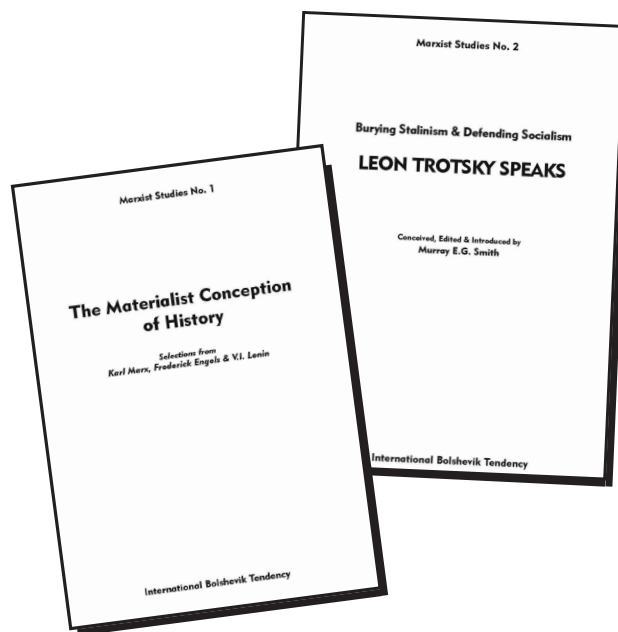 Marxist Studies No. 1
The Materialist Conception
of History
Selections from
Karl Marx, Frederick Engels & V.I. Lenin
International Bolshevik Tendency
Marxist Studies No. 2
Burying Stalinism & Defending Socialism
LEON TROTSKY SPEAKS
Conceived, Edited & Introduced by
Murray E.G. Smith
International Bolshevik Tendency